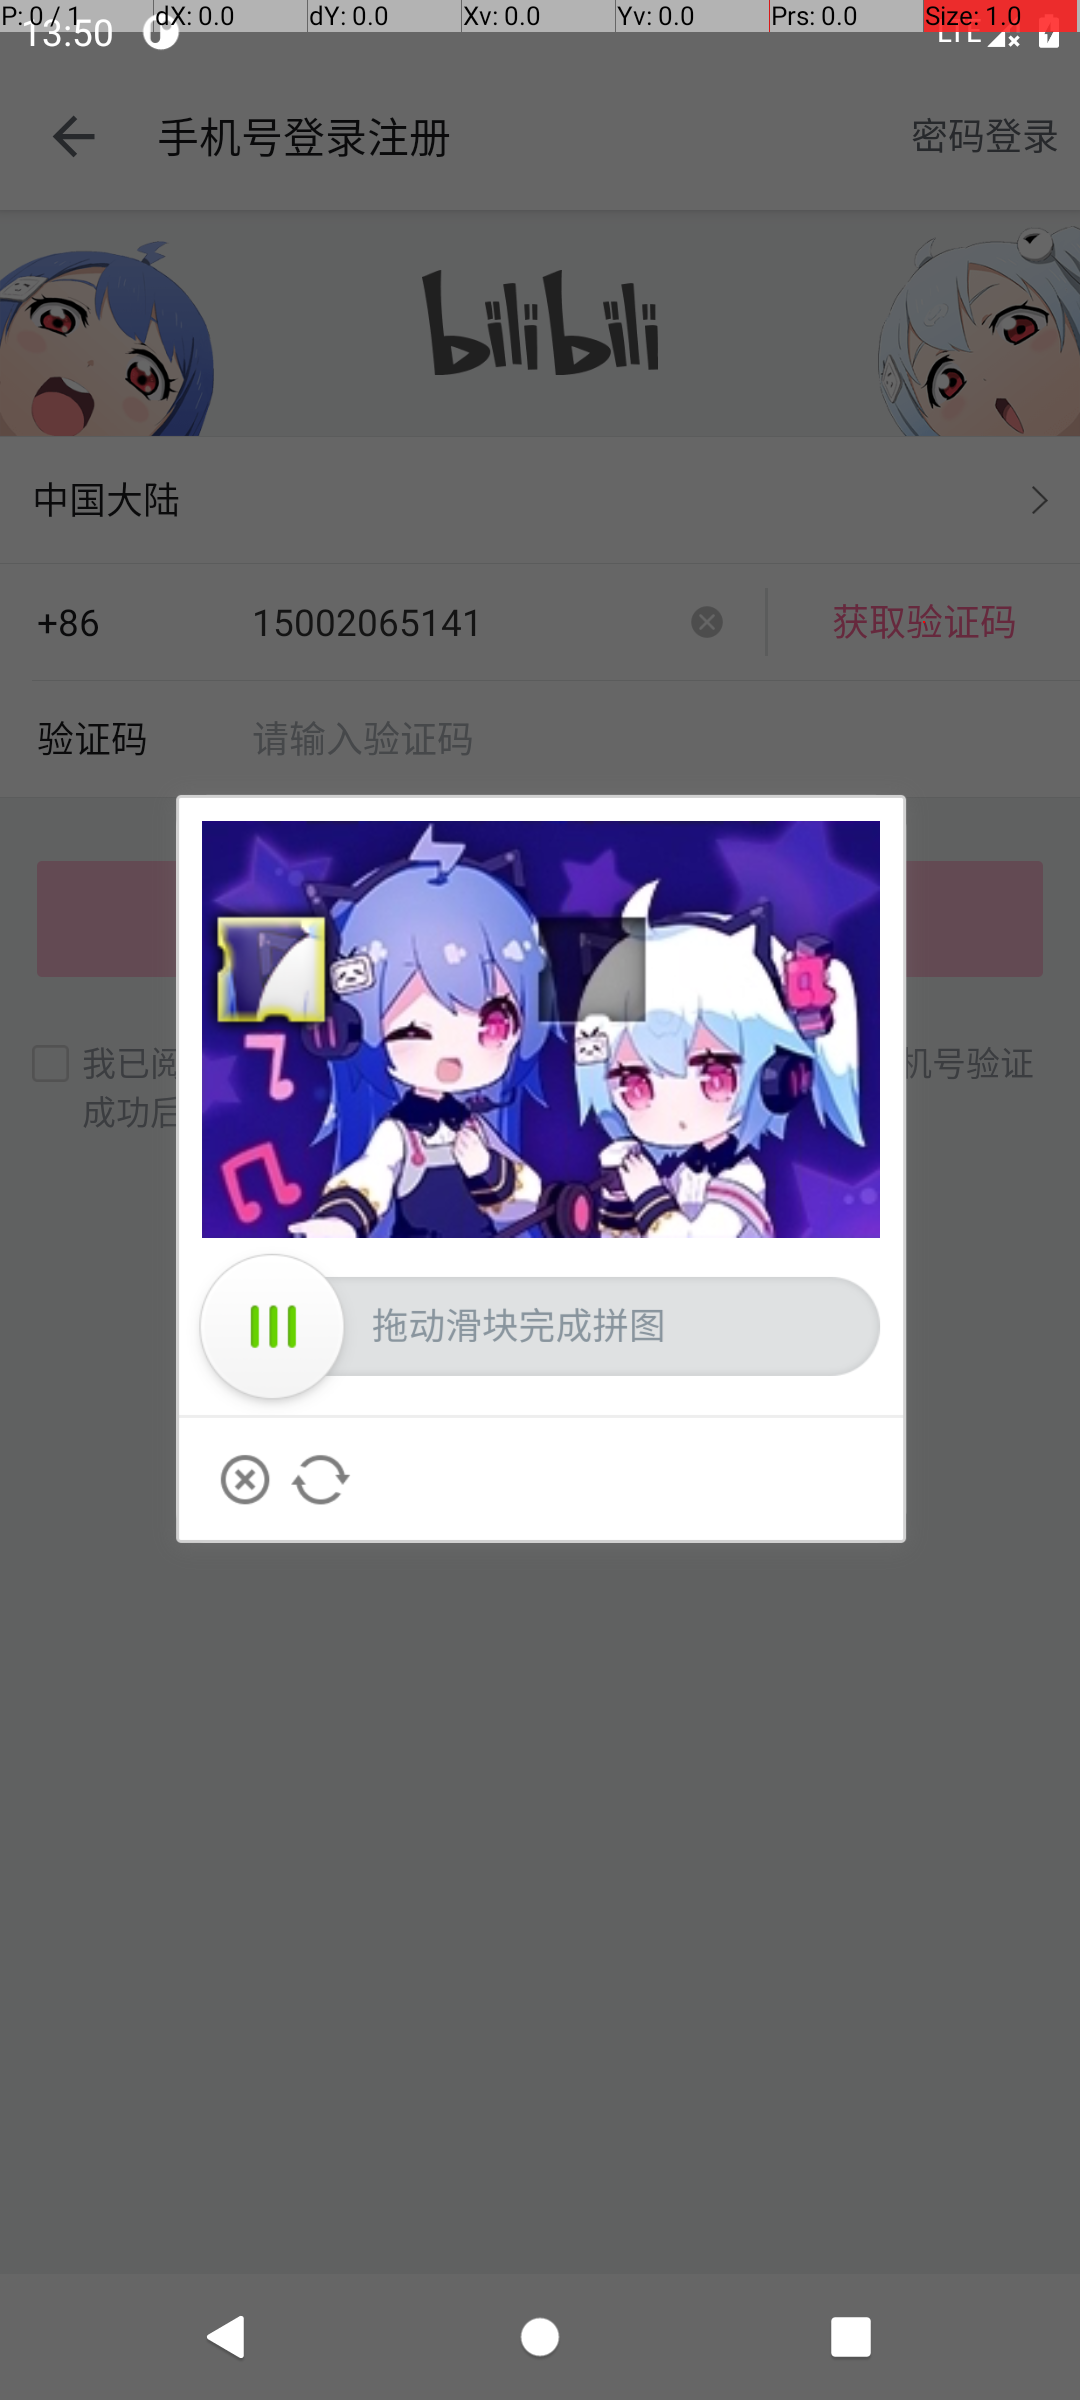 P: 0 / 1 dX: 0.0 dY: 0.0 Xv: 0.0 Yv: 0.0 Prs: 0.0 Size: 1.0
13:50 LTE
手机号登录注册 密码登录
bilibili
中国大陆
+86 15002065141 获取验证码
验证码 请输入验证码
我已阅 机号验证
成功后
拖动滑块完成拼图